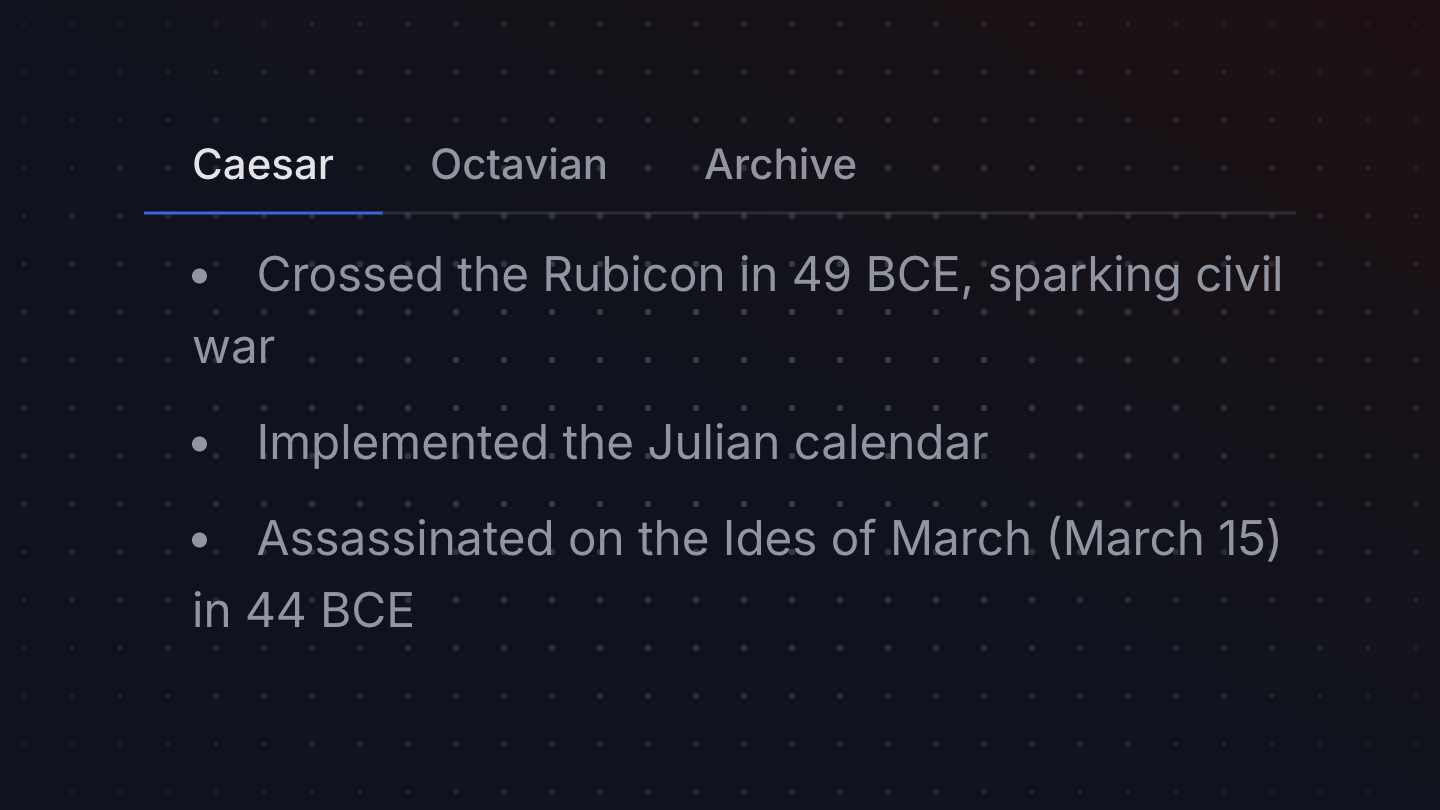 Caesar Octavian Archive
• Crossed the Rubicon in 49 BCE, sparking civil
war
• Implemented the Julian calendar
• Assassinated on the Ides of March (March 15)
in 44 BCE